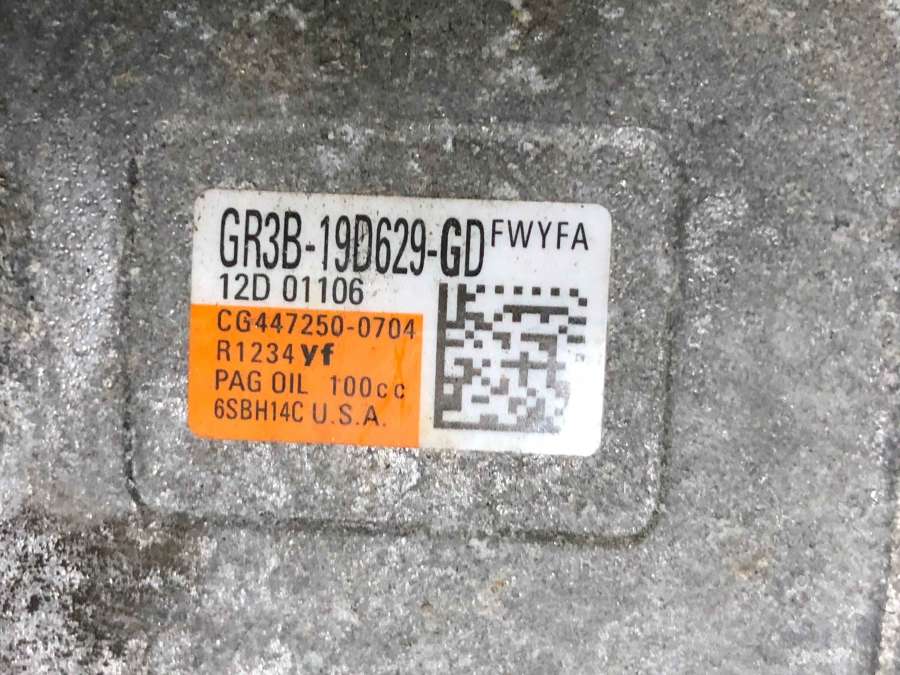 GR3B-19D629-GD FWYFA
12D 01106
CG447250-0704
R1234yf
PAG OIL 100cc
6SBH14C U.S.A.